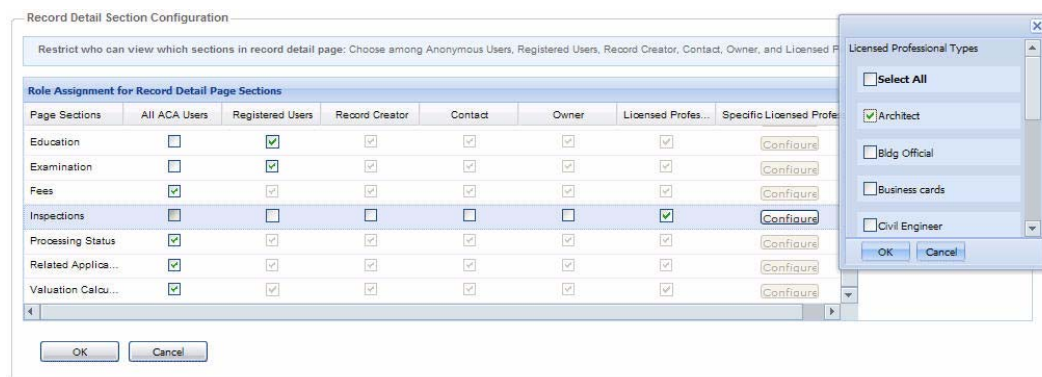 Record Detail Section Configuration
Restrict who can view which sections in record detail page: Choose among Anonymous Users, Registered Users, Record Creator, Contact, Owner, and Licensed P
Role Assignment for Record Detail Page Sections
Page Sections All ACA Users Registered Users Record Creator Contact Owner Licensed Profes... Specific Licensed Profe
Education Configure
Examination Configure
Fees Configure
Inspections Configure
Processing Status Configure
Related Applica... Configure
Valuation Calcu... Configure
OK Cancel
Licensed Professional Types
Select All
Architect
Bldg Official
Business cards
Civil Engineer
OK Cancel